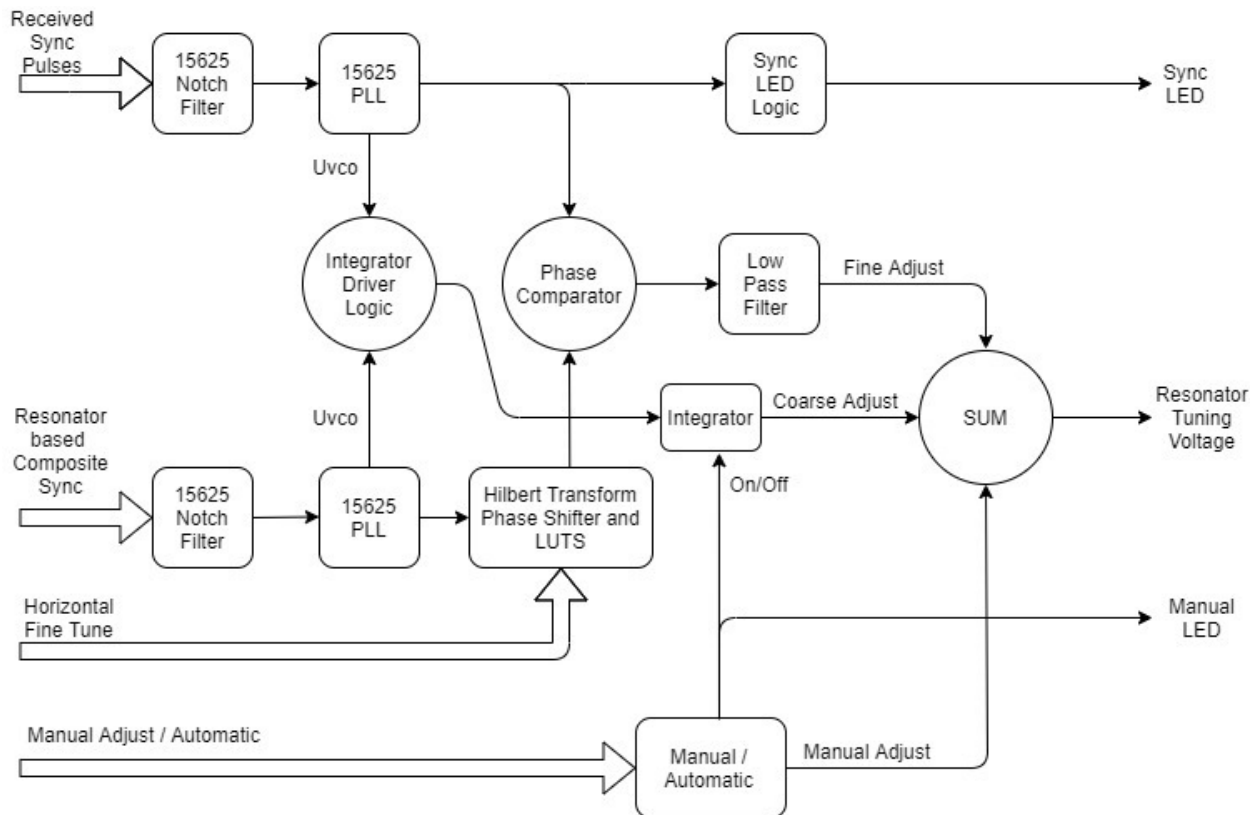 Received
Sync
Pulses
15625
Notch
Filter
15625
PLL
Sync
LED
Logic
Sync
LED
Uvco
Integrator
Driver
Logic
Phase
Comparator
Low
Pass
Filter
Fine Adjust
Resonator
based
Composite
Sync
Uvco
Integrator
Coarse Adjust
SUM
Resonator
Tuning
Voltage
15625
Notch
Filter
15625
PLL
Hilbert Transform
Phase Shifter and
LUTS
On/Off
Horizontal
Fine Tune
Manual
LED
Manual Adjust / Automatic
Manual /
Automatic
Manual Adjust